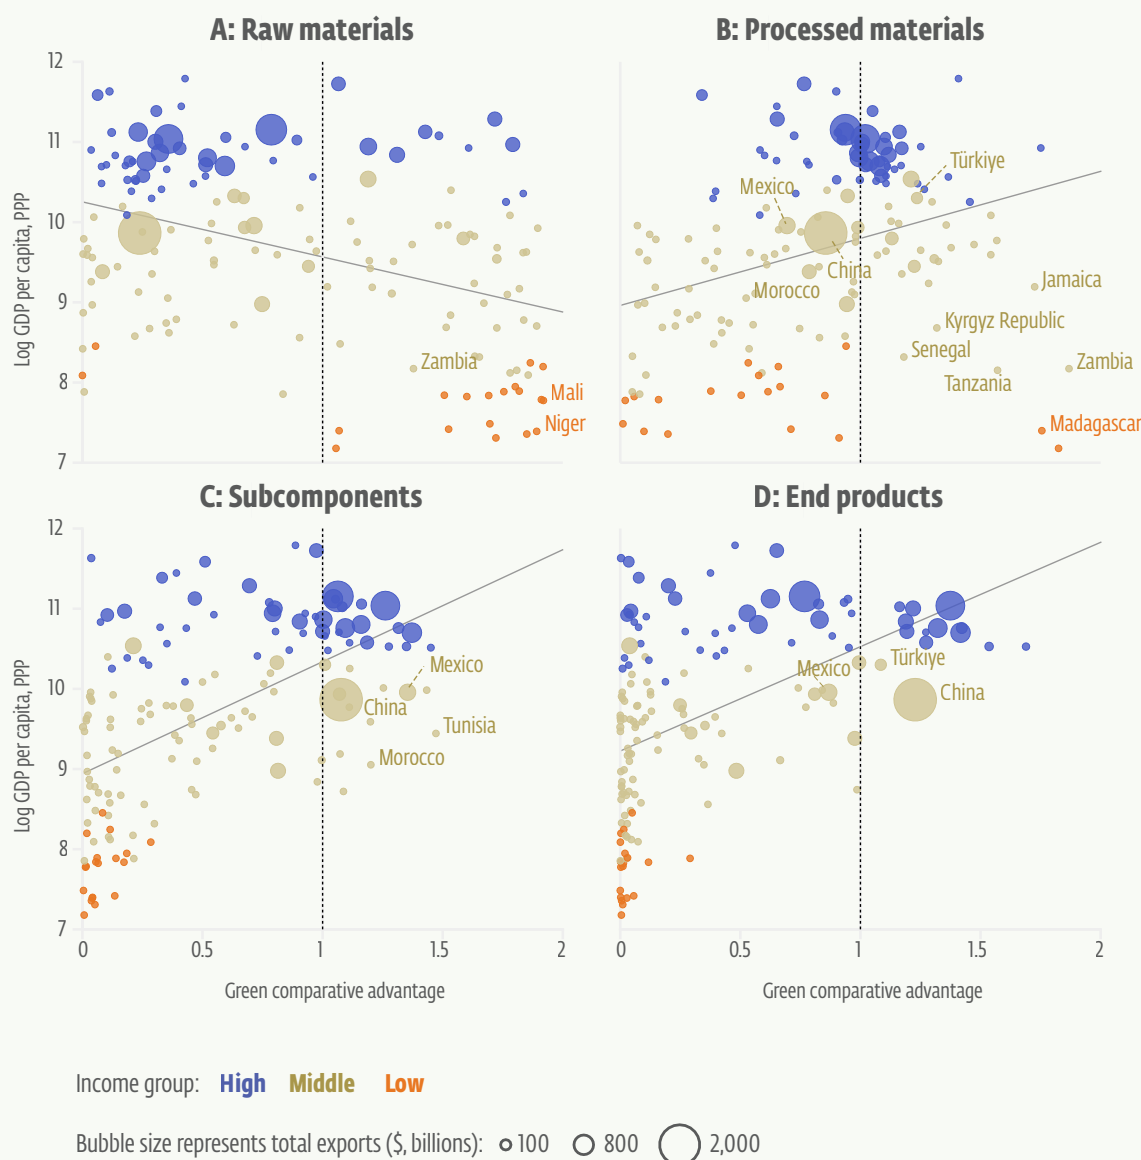 A: Raw materials
B: Processed materials
Log GDP per capita, PPP
12
11
10
9
8
7
Zambia
Mali
Niger
Türkiye
Mexico
China
Morocco
Jamaica
Kyrgyz Republic
Senegal
Zambia
Tanzania
Madagascar
C: Subcomponents
D: End products
Log GDP per capita, PPP
12
11
10
9
8
7
Mexico
China
Tunisia
Morocco
Türkiye
Mexico
China
0 0.5 1 1.5 2
0 0.5 1 1.5 2
Green comparative advantage
Green comparative advantage
Income group: High Middle Low
Bubble size represents total exports ($, billions): 100 800 2,000